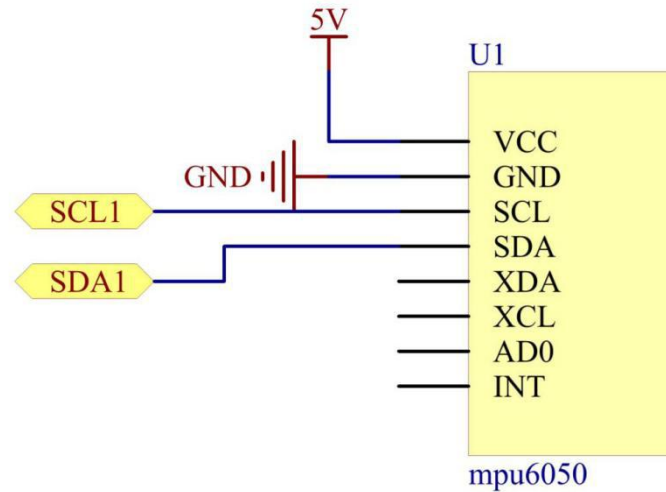 5V
U1
VCC
GND
GND
SCL1
SCL
SDA
SDA1
XDA
XCL
AD0
INT
mpu6050